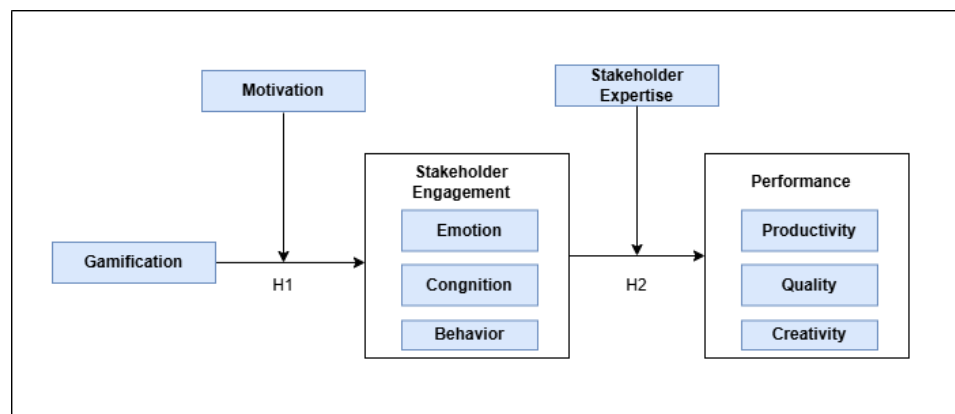 Motivation
Stakeholder
Expertise
Stakeholder
Engagement
Emotion
Congnition
Behavior
Performance
Productivity
Quality
Creativity
Gamification
H1
H2